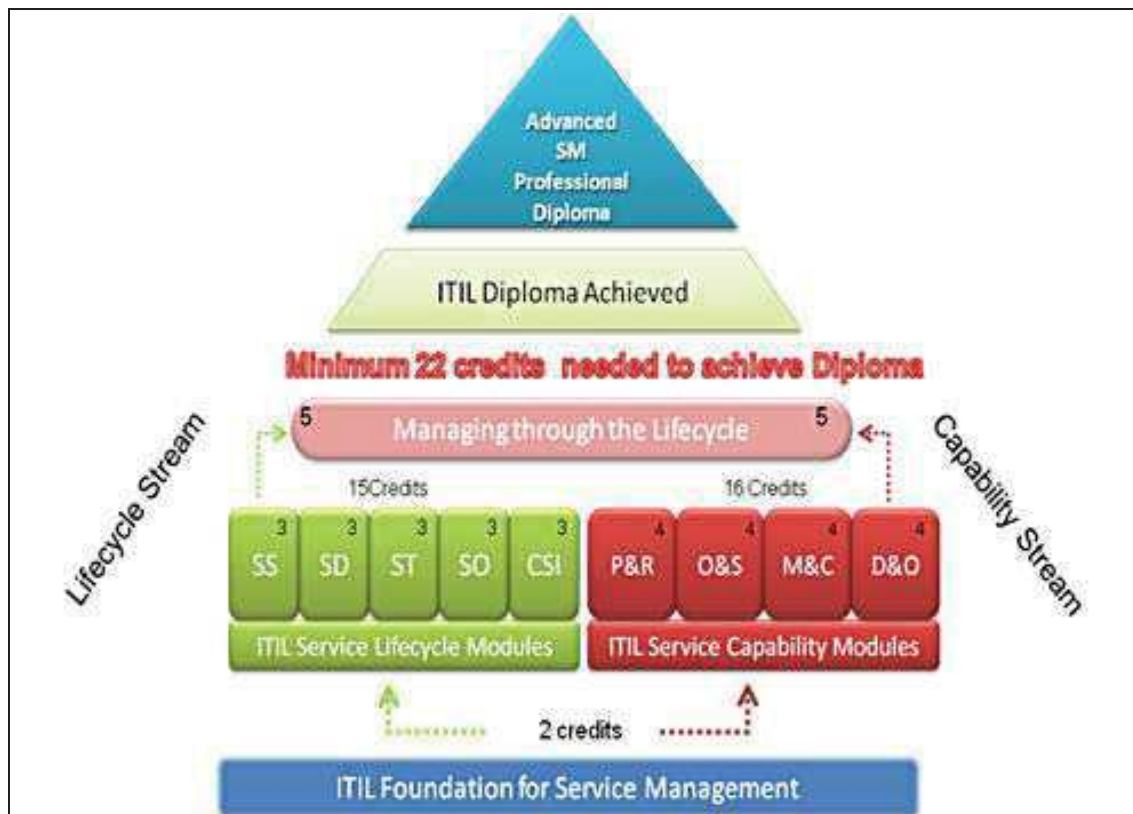 Advanced
SM
Professional
Diploma
ITIL Diploma Achieved
Minimum 22 credits needed to achieve Diploma
5 Managing through the Lifecycle 5
Lifecycle Stream
Capability Stream
15Credits
16 Credits
3 3 3 3 3 4 4 4 4
SS SD ST SO CSI P&R O&S M&C D&O
ITIL Service Lifecycle Modules
ITIL Service Capability Modules
2 credits
ITIL Foundation for Service Management